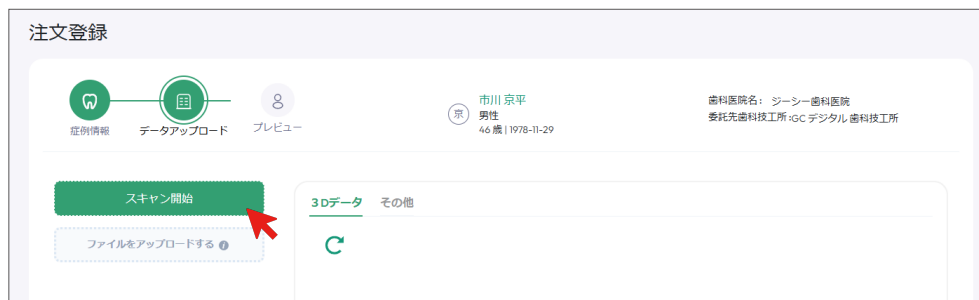 注文登録
症例情報
データアップロード
プレビュー
京
市川 京平
男性
46 歳 | 1978-11-29
歯科医院名： ジーシー歯科医院
委託先歯科技工所 :GC デジタル 歯科技工所
スキャン開始
ファイルをアップロードする i
3Dデータ
その他